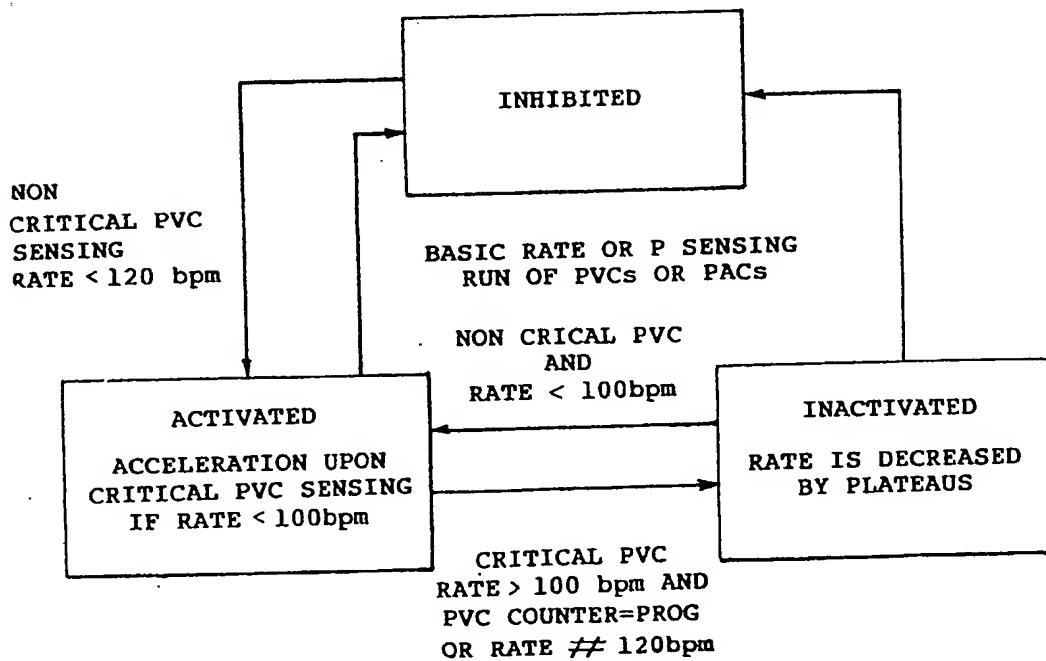 INHIBITED
NON
CRITICAL PVC
SENSING
RATE < 120 bpm
BASIC RATE OR P SENSING
RUN OF PVCs OR PACs
NON CRICAL PVC
AND
RATE < 100bpm
ACTIVATED
ACCELERATION UPON
CRITICAL PVC SENSING
IF RATE < 100bpm
INACTIVATED
RATE IS DECREASED
BY PLATEAUS
CRITICAL PVC
RATE > 100 bpm AND
PVC COUNTER=PROG
OR RATE ≠ 120bpm